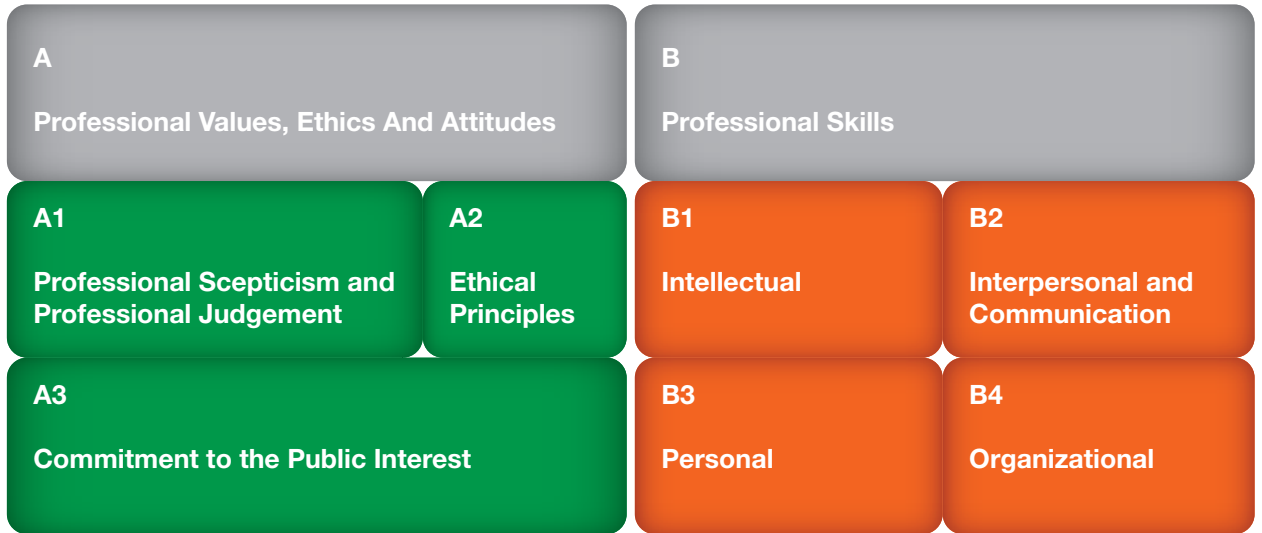 A
Professional Values, Ethics And Attitudes
B
Professional Skills
A1
Professional Scepticism and
Professional Judgement
A2
Ethical
Principles
B1
Intellectual
B2
Interpersonal and
Communication
A3
Commitment to the Public Interest
B3
Personal
B4
Organizational